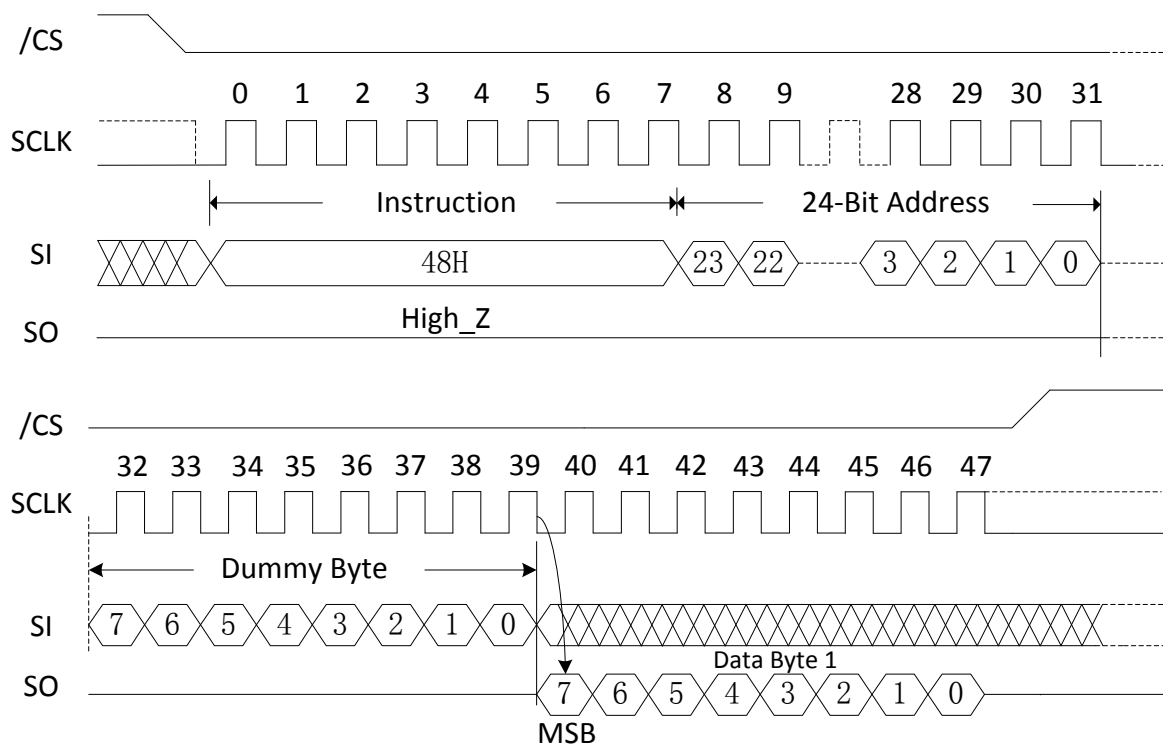 /CS
0 1 2 3 4 5 6 7 8 9 28 29 30 31
SCLK
Instruction 24-Bit Address
SI 48H 23 22 3 2 1 0
High_Z
SO
/CS
32 33 34 35 36 37 38 39 40 41 42 43 44 45 46 47
SCLK
Dummy Byte
SI 7 6 5 4 3 2 1 0
Data Byte 1
SO 7 6 5 4 3 2 1 0
MSB